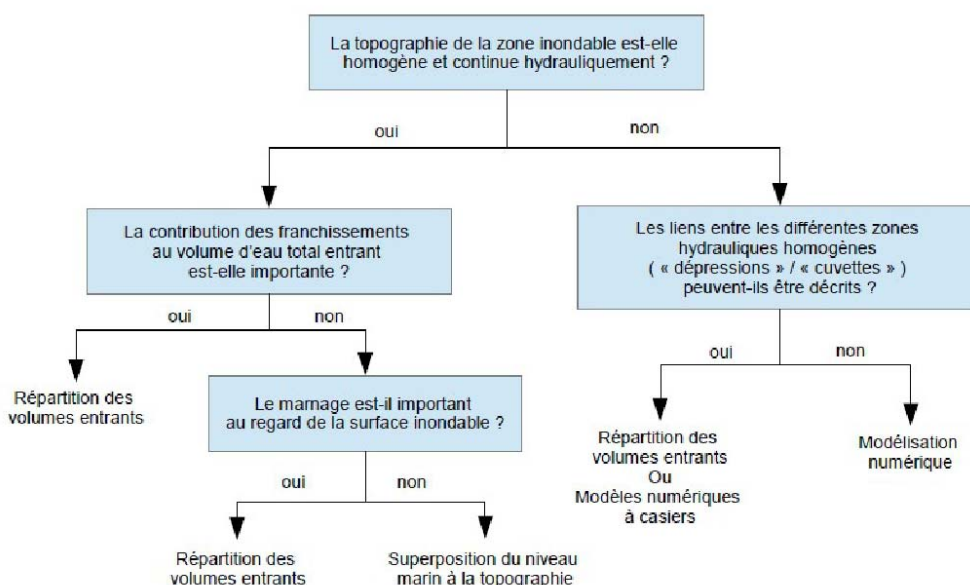 La topographie de la zone inondable est-elle
homogène et continue hydrauliquement ?
oui
non
La contribution des franchissements
au volume d'eau total entrant
est-elle importante ?
Les liens entre les différentes zones
hydrauliques homogènes
( « dépressions » / « cuvettes » )
peuvent-ils être décrits ?
oui
non
oui
non
Répartition des
volumes entrants
Le marnage est-il important
au regard de la surface inondable ?
Répartition des
volumes entrants
Ou
Modèles numériques
à casiers
Modélisation
numérique
oui
non
Répartition des
volumes entrants
Superposition du niveau
marin à la topographie